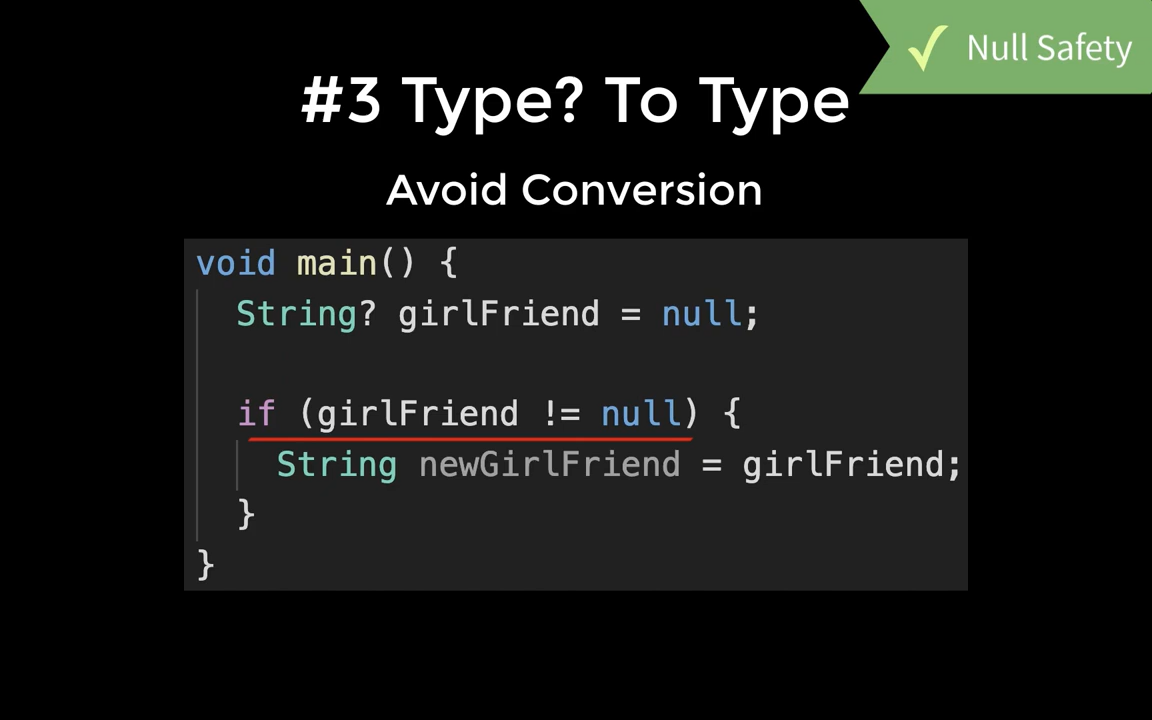 Null Safety
#3 Type? To Type
Avoid Conversion
void main() {
  String? girlFriend = null;

  if (girlFriend != null) {
    String newGirlFriend = girlFriend;
  }
}